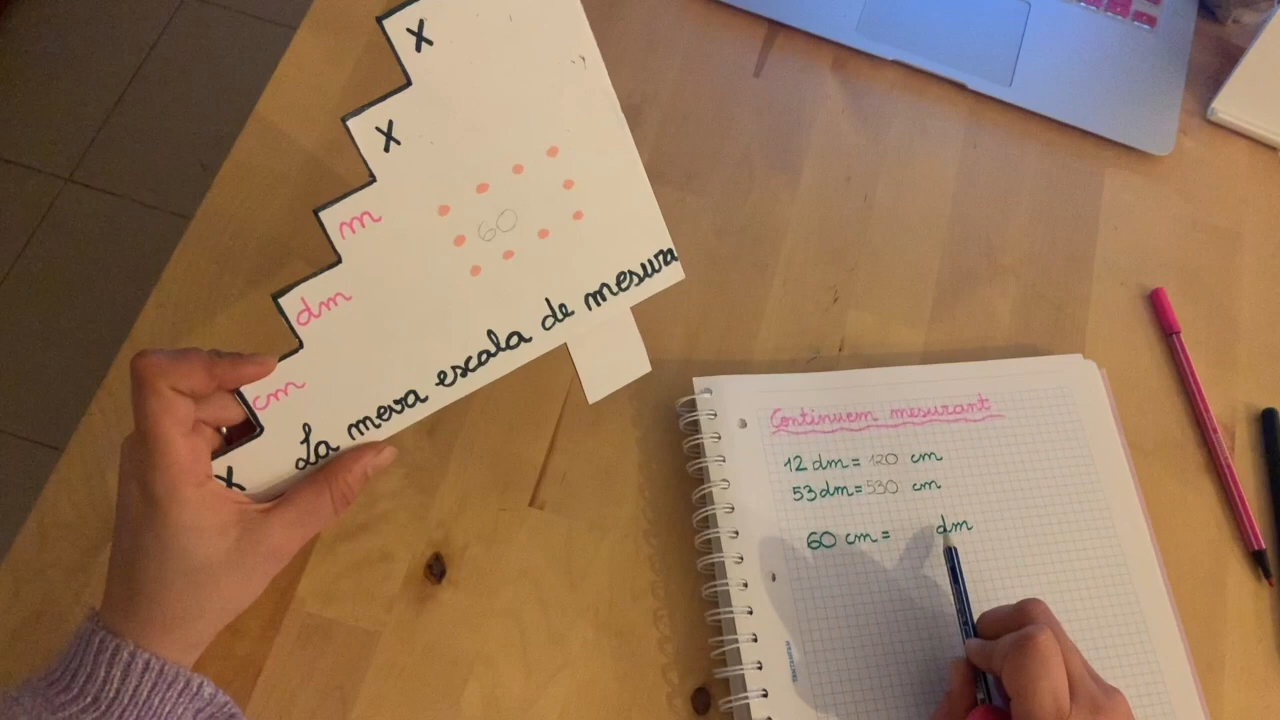 X
X
m
dm
cm
X
60
La meva escala de mesura
Continuem mesurant
12 dm = 120 cm
53 dm = 530 cm
60 cm = dm